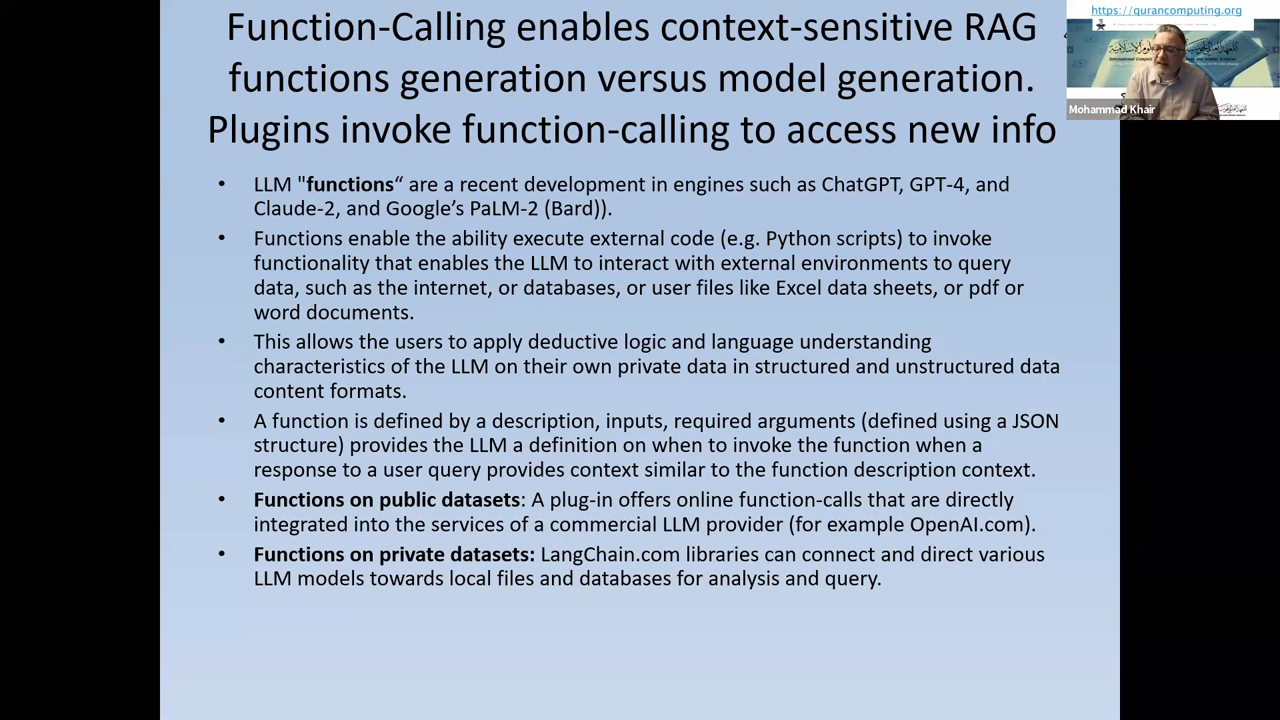 Function-Calling enables context-sensitive RAG
functions generation versus model generation.
Plugins invoke function-calling to access new info
• LLM "functions“ are a recent development in engines such as ChatGPT, GPT-4, and
Claude-2, and Google’s PaLM-2 (Bard)).
• Functions enable the ability execute external code (e.g. Python scripts) to invoke
functionality that enables the LLM to interact with external environments to query
data, such as the internet, or databases, or user files like Excel data sheets, or pdf or
word documents.
• This allows the users to apply deductive logic and language understanding
characteristics of the LLM on their own private data in structured and unstructured data
content formats.
• A function is defined by a description, inputs, required arguments (defined using a JSON
structure) provides the LLM a definition on when to invoke the function when a
response to a user query provides context similar to the function description context.
• Functions on public datasets: A plug-in offers online function-calls that are directly
integrated into the services of a commercial LLM provider (for example OpenAI.com).
• Functions on private datasets: LangChain.com libraries can connect and direct various
LLM models towards local files and databases for analysis and query.
https://qurancomputing.org
Mohammad Khair